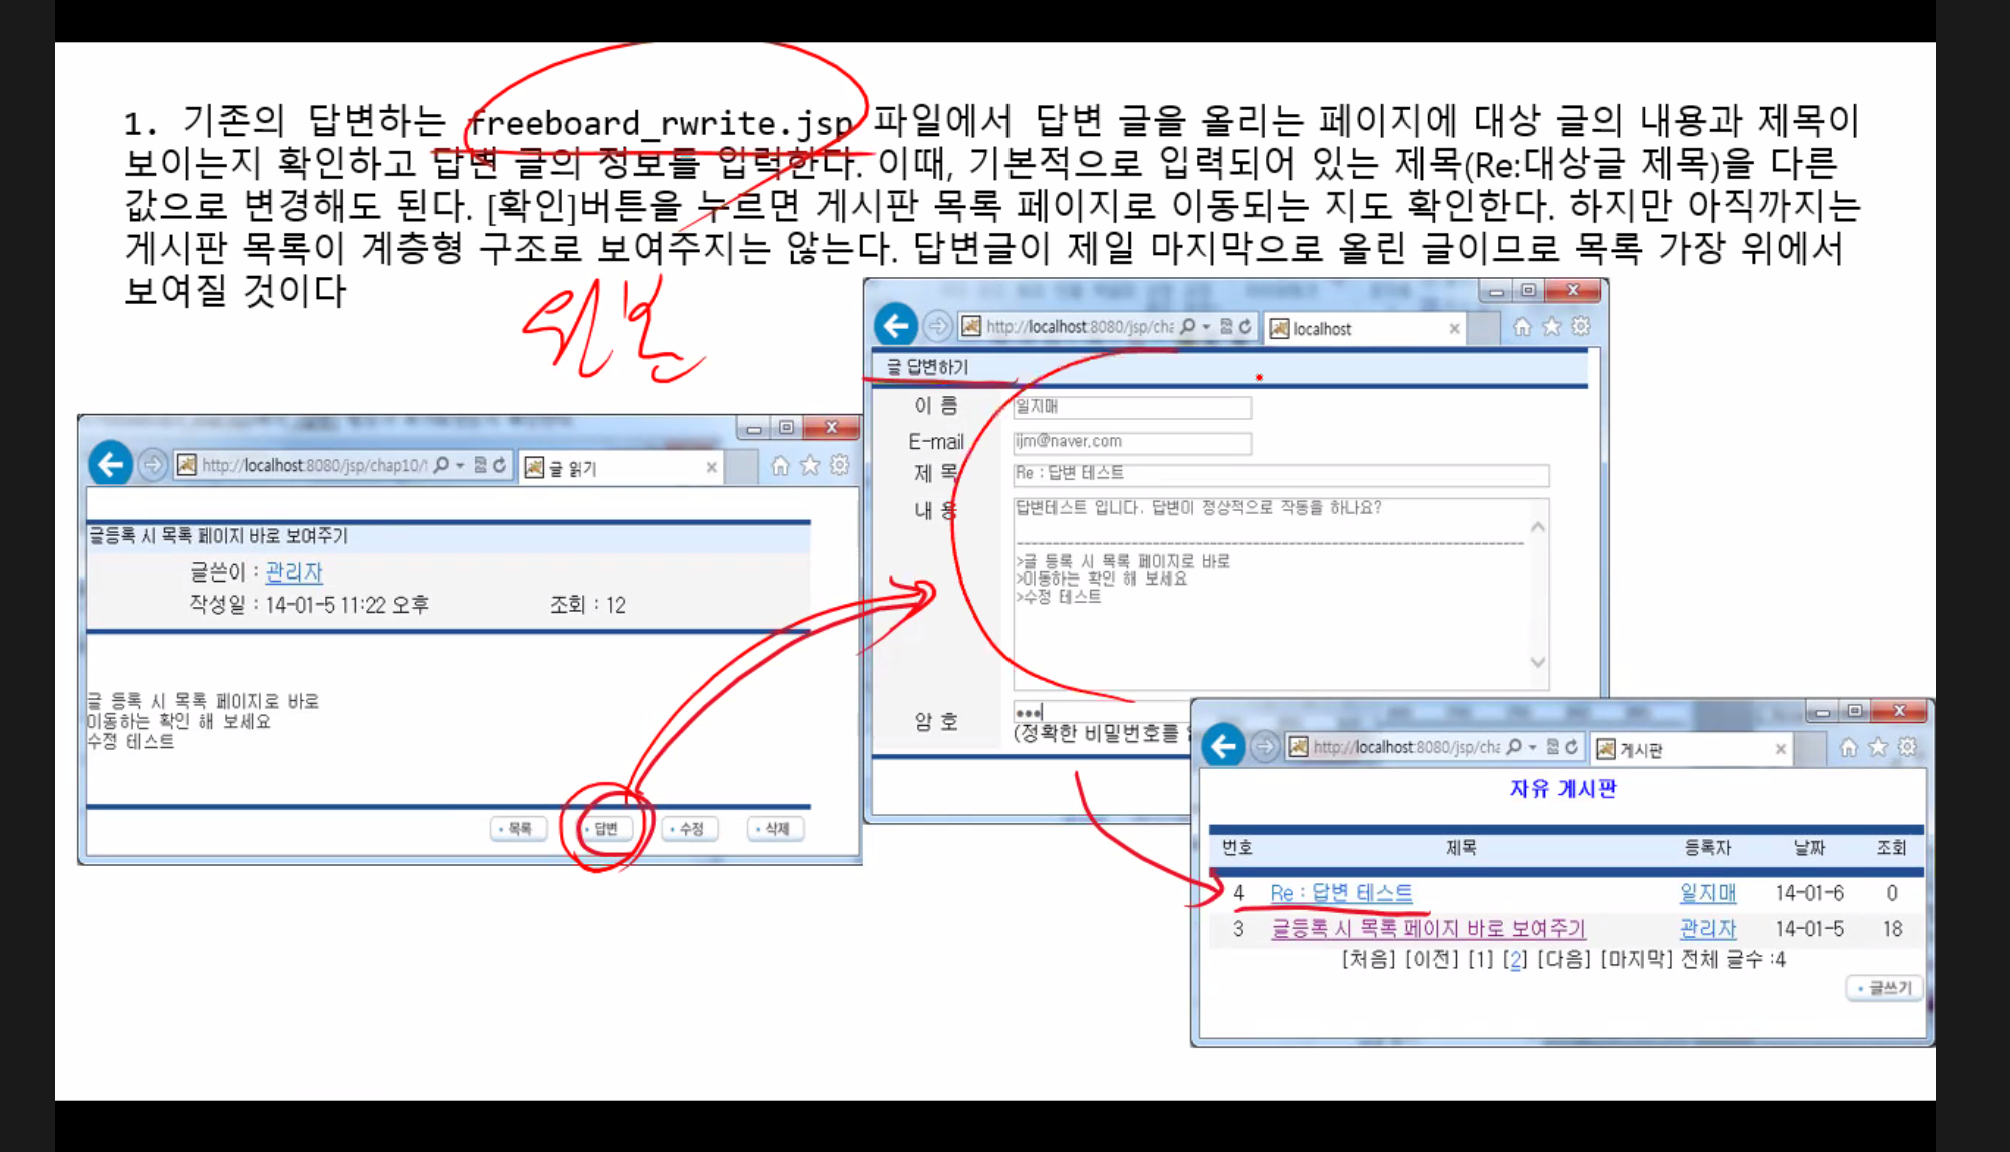 1. 기존의 답변하는 freeboard_rwrite.jsp 파일에서 답변 글을 올리는 페이지에 대상 글의 내용과 제목이
보이는지 확인하고 답변 글의 정보를 입력한다. 이때, 기본적으로 입력되어 있는 제목(Re:대상글 제목)을 다른
값으로 변경해도 된다. [확인]버튼을 누르면 게시판 목록 페이지로 이동되는 지도 확인한다. 하지만 아직까지는
게시판 목록이 계층형 구조로 보여주지는 않는다. 답변글이 제일 마지막으로 올린 글이므로 목록 가장 위에서
보여질 것이다
원본
http://localhost:8080/jsp/chap10/ 글 읽기
글등록 시 목록 페이지 바로 보여주기
글쓴이 : 관리자
작성일 : 14-01-5 11:22 오후 조회 : 12
글 등록 시 목록 페이지로 바로
이동하는 확인 해 보세요
수정 테스트
목록 답변 수정 삭제
http://localhost:8080/jsp/cha localhost
글 답변하기
이 름 일지매
E-mail ijm@naver.com
제 목 Re : 답변 테스트
내 용 답변테스트 입니다. 답변이 정상적으로 작동을 하나요?
>글 등록 시 목록 페이지로 바로
>이동하는 확인 해 보세요
>수정 테스트
암 호 •••
(정확한 비밀번호를
http://localhost:8080/jsp/cha 게시판
자유 게시판
번호 제목 등록자 날짜 조회
4 Re : 답변 테스트 일지매 14-01-6 0
3 글등록 시 목록 페이지 바로 보여주기 관리자 14-01-5 18
[처음] [이전] [1] [2] [다음] [마지막] 전체 글수 :4
글쓰기